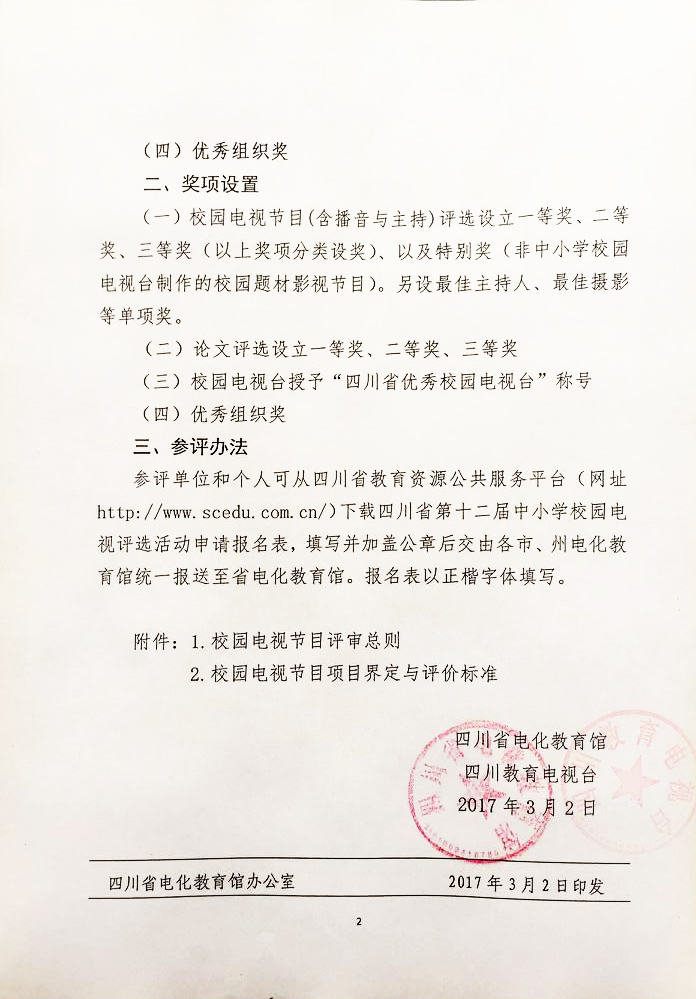 （四）优秀组织奖
二、奖项设置
（一）校园电视节目(含播音与主持)评选设立一等奖、二等
奖、三等奖（以上奖项分类设奖）、以及特别奖（非中小学校园
电视台制作的校园题材影视节目）。另设最佳主持人、最佳摄影
等单项奖。
（二）论文评选设立一等奖、二等奖、三等奖
（三）校园电视台授予“四川省优秀校园电视台”称号
（四）优秀组织奖
三、参评办法
参评单位和个人可从四川省教育资源公共服务平台（网址
http://www.scedu.com.cn/)下载四川省第十二届中小学校园电
视评选活动申请报名表，填写并加盖公章后交由各市、州电化教
育馆统一报送至省电化教育馆。报名表以正楷字体填写。
附件：1.校园电视节目评审总则
2.校园电视节目项目界定与评价标准
四川省电化教育馆
四川教育电视台
2017年3月2日
四川省电化教育馆办公室 2017年3月2日印发
2